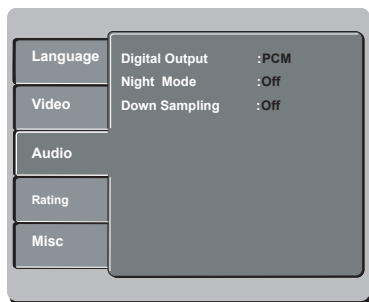 Language
Video
Audio
Rating
Misc
Digital Output :PCM
Night Mode :Off
Down Sampling :Off